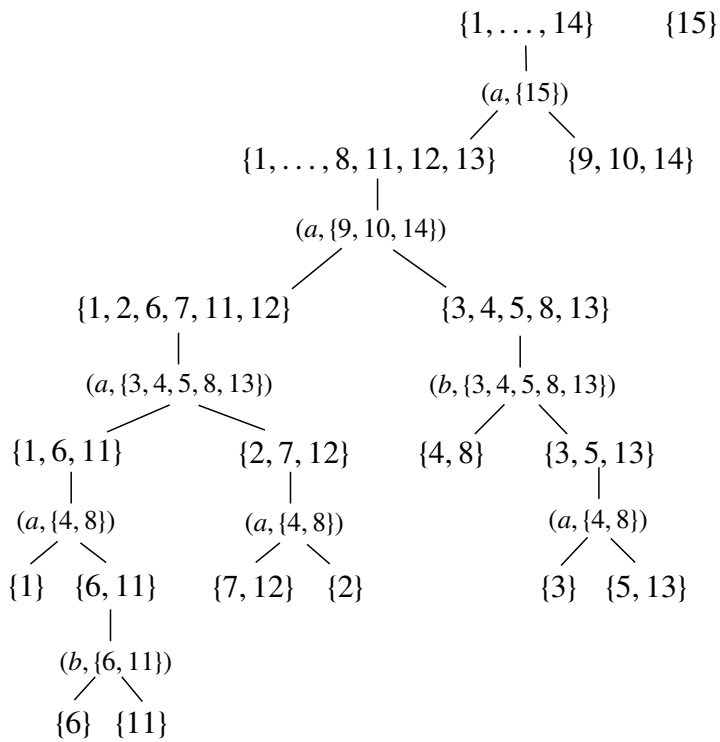 {1, . . . , 14} {15}
(a, {15})
{1, . . . , 8, 11, 12, 13} {9, 10, 14}
(a, {9, 10, 14})
{1, 2, 6, 7, 11, 12} {3, 4, 5, 8, 13}
(a, {3, 4, 5, 8, 13}) (b, {3, 4, 5, 8, 13})
{1, 6, 11} {2, 7, 12} {4, 8} {3, 5, 13}
(a, {4, 8}) (a, {4, 8}) (a, {4, 8})
{1} {6, 11} {7, 12} {2} {3} {5, 13}
(b, {6, 11})
{6} {11}